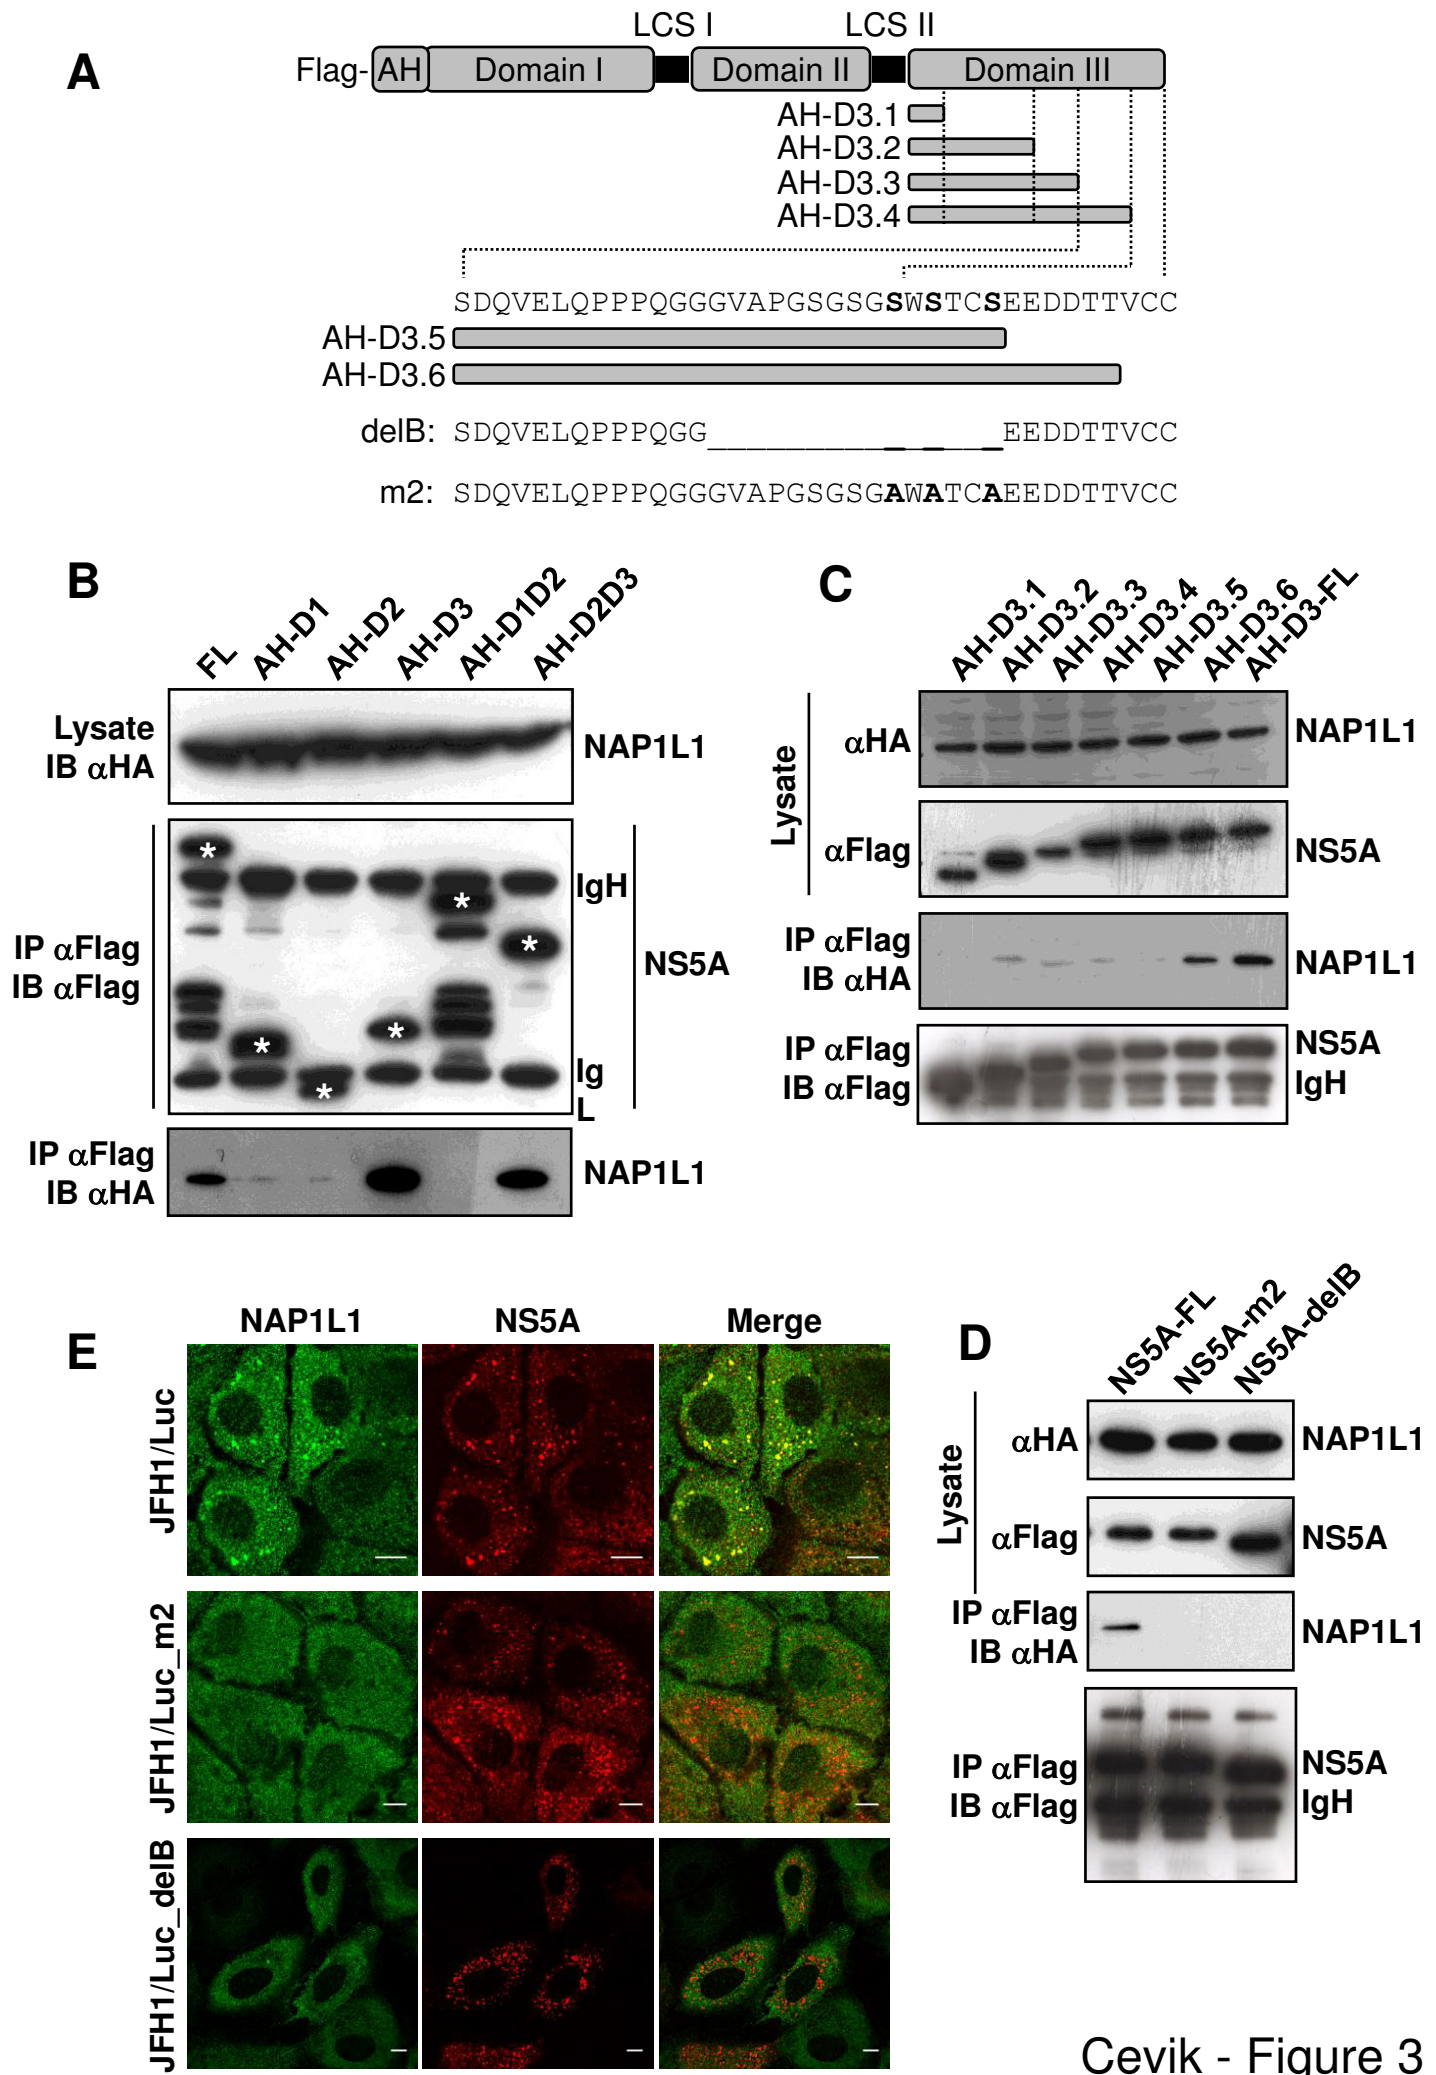 A
LCS I
LCS II
Flag-
AH
Domain I
Domain II
Domain III
AH-D3.1
AH-D3.2
AH-D3.3
AH-D3.4
SDQVELQPPPQGGGVAPGSGSGSWSTCSEEDDTTVCC
AH-D3.5
AH-D3.6
delB: SDQVELQPPPQGG_______________EEDDTTVCC
m2: SDQVELQPPPQGGGVAPGSGSGAWATCAEEDDTTVCC
B
FL
AH-D1
AH-D2
AH-D3
AH-D1D2
AH-D2D3
Lysate
IB αHA
NAP1L1
IP αFlag
IB αFlag
*
*
*
*
*
*
IgH
Ig
L
NS5A
IP αFlag
IB αHA
NAP1L1
C
AH-D3.1
AH-D3.2
AH-D3.3
AH-D3.4
AH-D3.5
AH-D3.6
AH-D3-FL
Lysate
αHA
NAP1L1
αFlag
NS5A
IP αFlag
IB αHA
NAP1L1
IP αFlag
IB αFlag
NS5A
IgH
E
NAP1L1
NS5A
Merge
JFH1/Luc
JFH1/Luc_m2
JFH1/Luc_delB
D
NS5A-FL
NS5A-m2
NS5A-delB
Lysate
αHA
NAP1L1
αFlag
NS5A
IP αFlag
IB αHA
NAP1L1
IP αFlag
IB αFlag
NS5A
IgH
Cevik - Figure 3